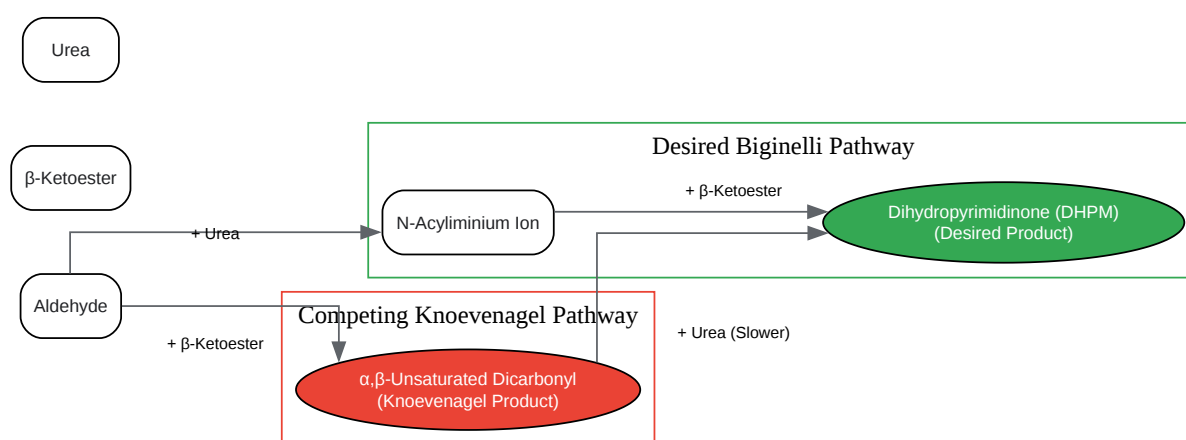 Urea
Desired Biginelli Pathway
β-Ketoester
+ β-Ketoester
N-Acyliminium Ion
Dihydropyrimidinone (DHPM)
(Desired Product)
+ Urea
Aldehyde
Competing Knoevenagel Pathway
+ β-Ketoester
+ Urea (Slower)
α,β-Unsaturated Dicarbonyl
(Knoevenagel Product)